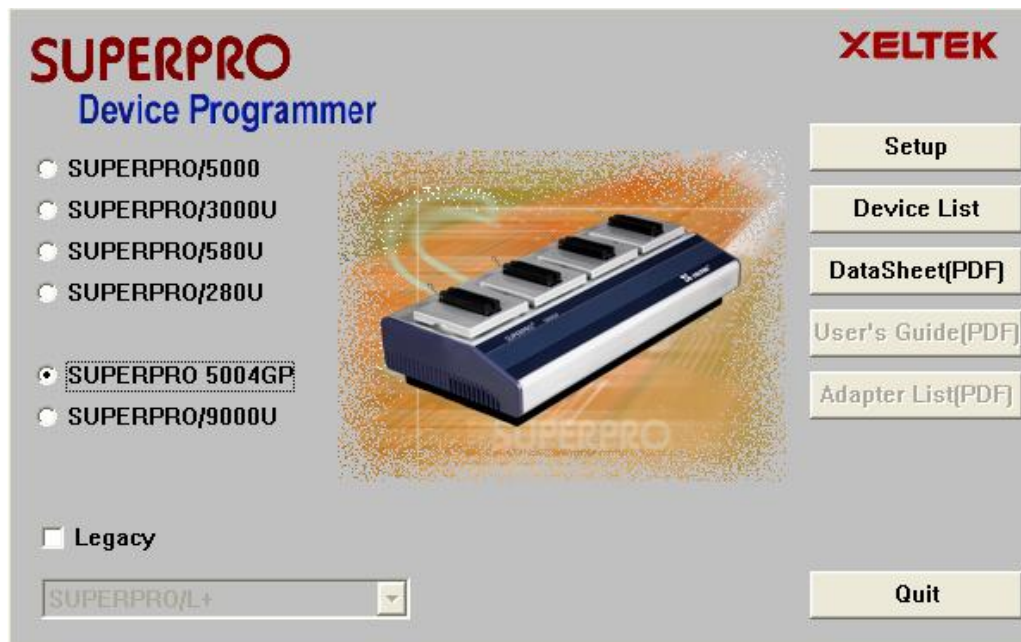 SUPERPRO
Device Programmer
XELTEK
SUPERPRO/5000
SUPERPRO/3000U
SUPERPRO/580U
SUPERPRO/280U
SUPERPRO 5004GP
SUPERPRO/9000U
SUPERPRO
Legacy
SUPERPRO/L+
Setup
Device List
DataSheet(PDF)
User's Guide(PDF)
Adapter List(PDF)
Quit